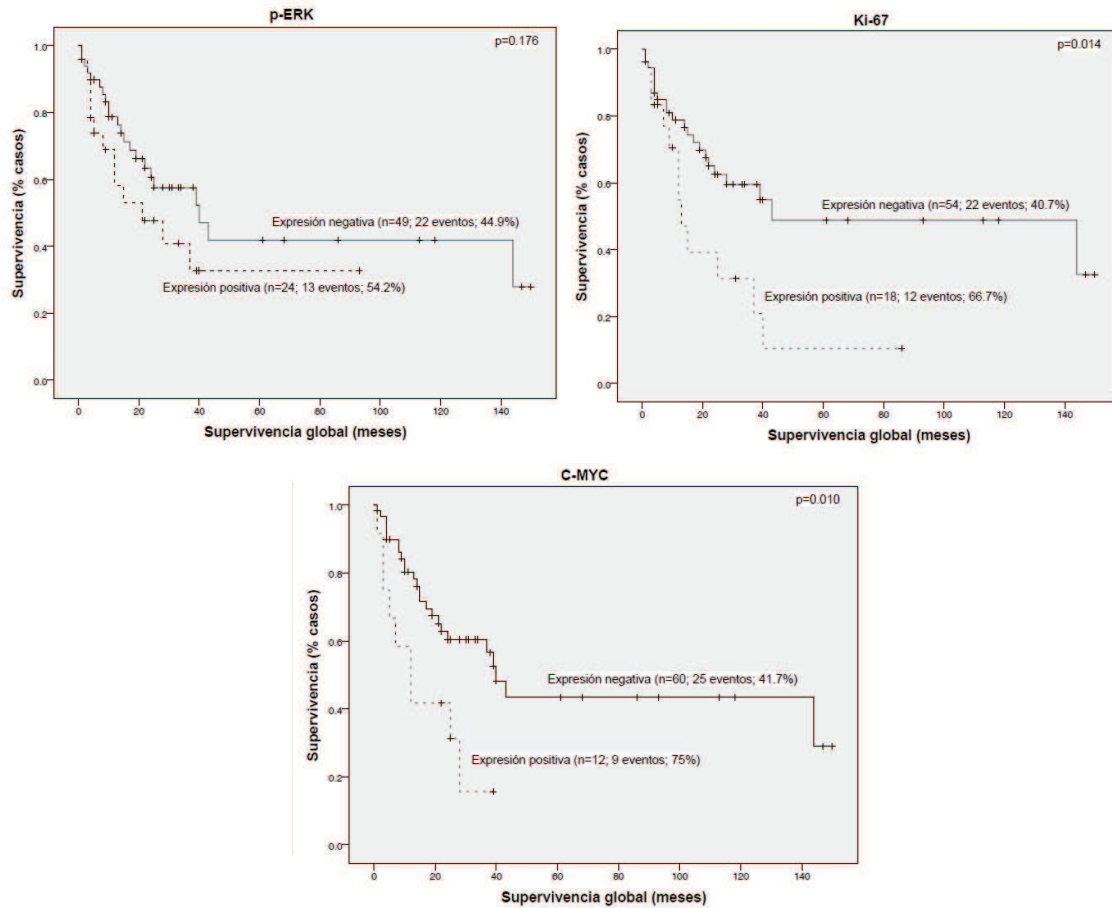 p-ERK
p=0.176
1.0
0.8
0.6
0.4
0.2
0.0
Supervivencia (% casos)
Expresión negativa (n=49; 22 eventos; 44.9%)
Expresión positiva (n=24; 13 eventos; 54.2%)
0 20 40 60 80 100 120 140
Supervivencia global (meses)
Ki-67
p=0.014
1.0
0.8
0.6
0.4
0.2
0.0
Supervivencia (% casos)
Expresión negativa (n=54; 22 eventos; 40.7%)
Expresión positiva (n=18; 12 eventos; 66.7%)
0 20 40 60 80 100 120 140
Supervivencia global (meses)
C-MYC
p=0.010
1.0
0.8
0.6
0.4
0.2
0.0
Supervivencia (% casos)
Expresión negativa (n=60; 25 eventos; 41.7%)
Expresión positiva (n=12; 9 eventos; 75%)
0 20 40 60 80 100 120 140
Supervivencia global (meses)